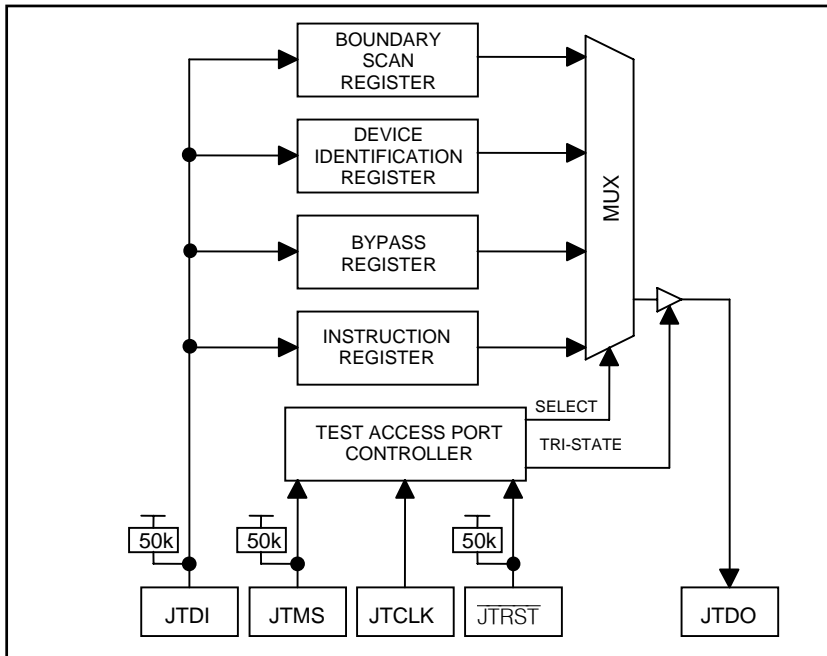 BOUNDARY
SCAN
REGISTER
DEVICE
IDENTIFICATION
REGISTER
BYPASS
REGISTER
INSTRUCTION
REGISTER
MUX
SELECT
TRI-STATE
TEST ACCESS PORT
CONTROLLER
50k
50k
50k
JTDI
JTMS
JTCLK
JTRST
JTDO